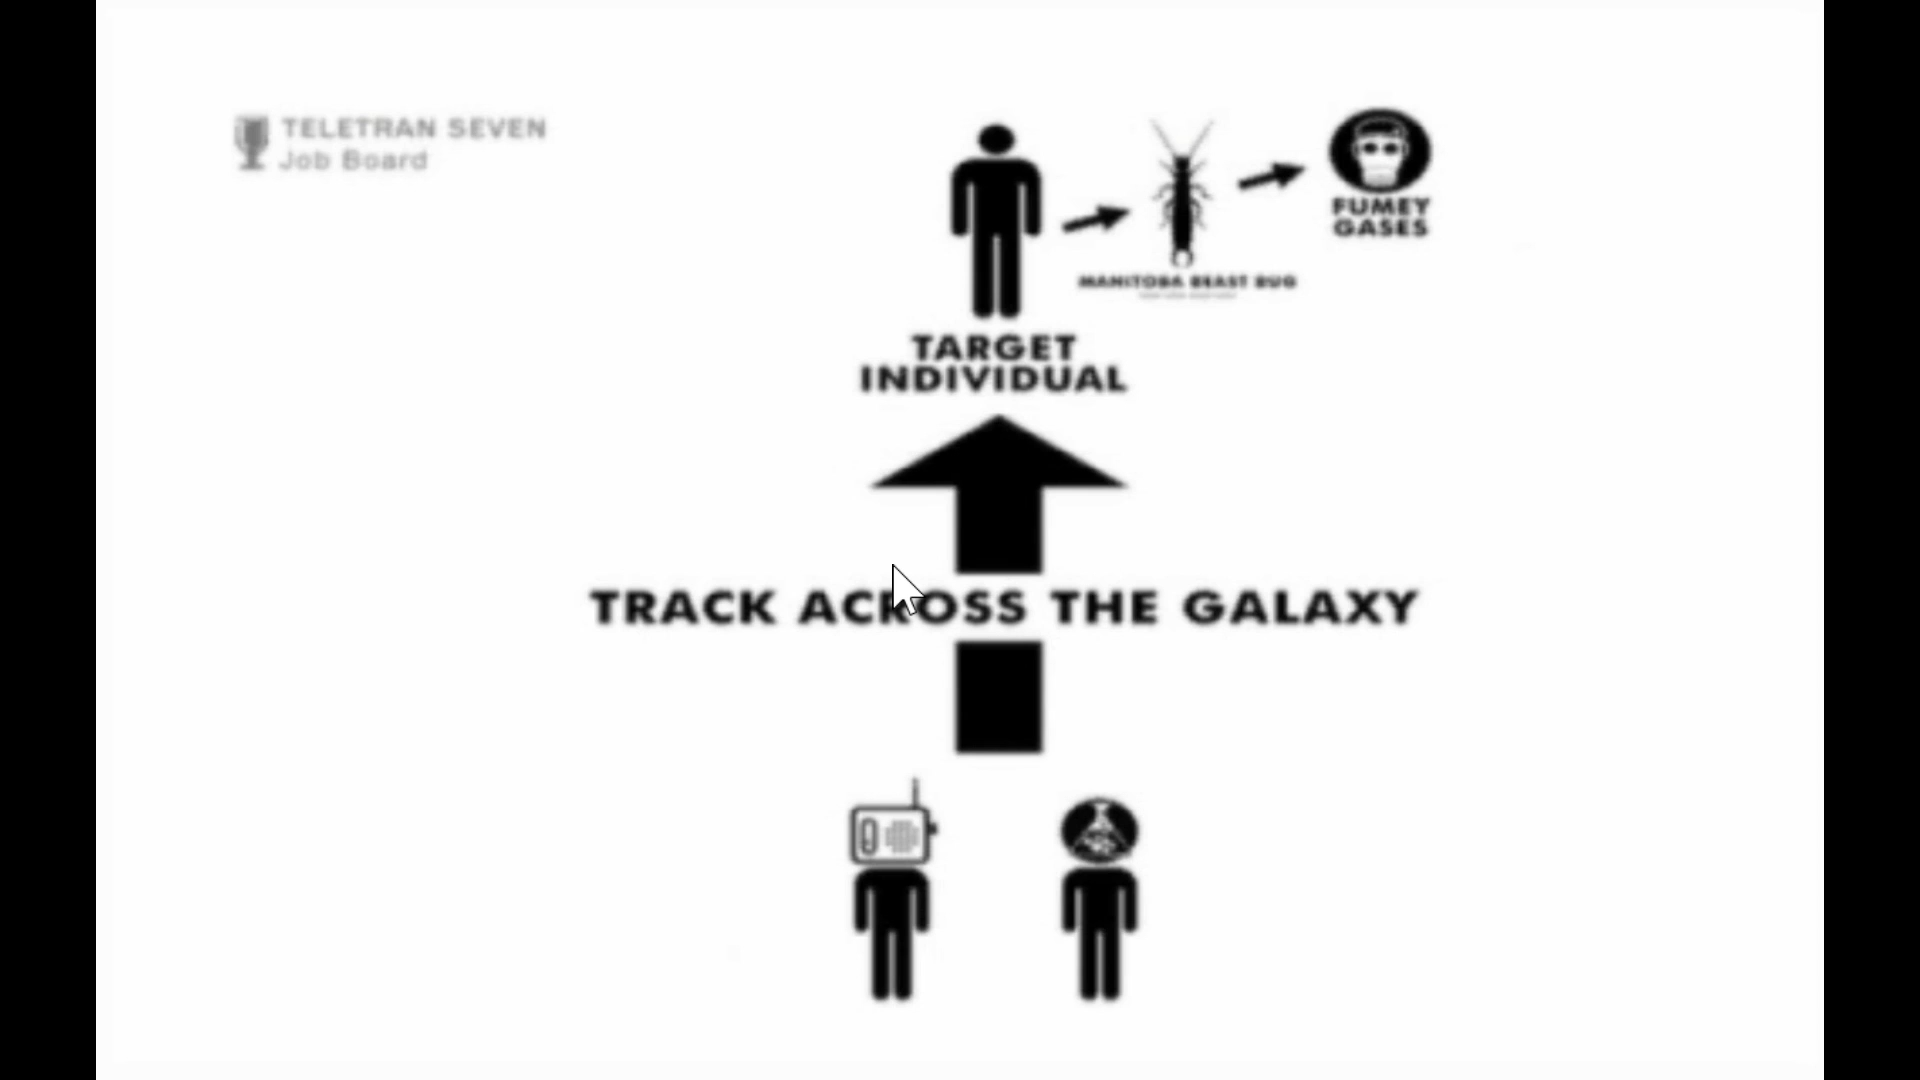 TELETRAN SEVEN
Job Board
FUMEY
GASES
MANITOBA BEAST BUG
TARGET
INDIVIDUAL
TRACK ACROSS THE GALAXY